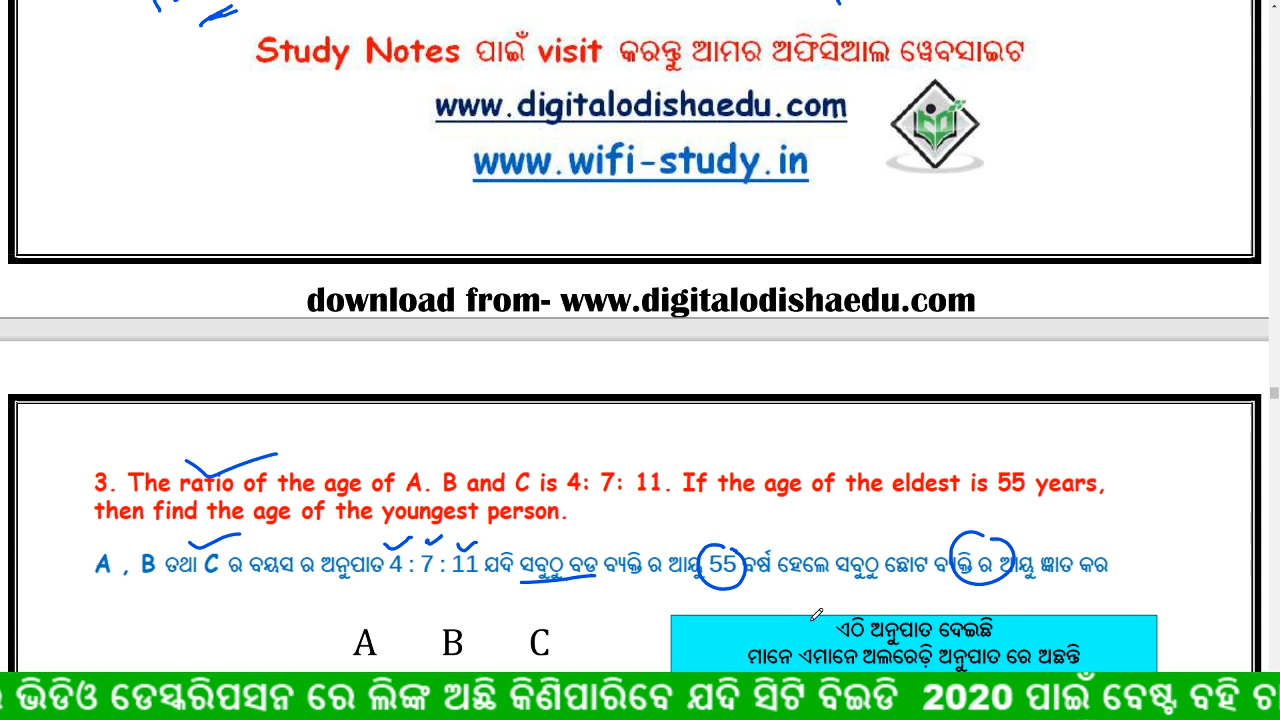 Study Notes ପାଇଁ visit କରନ୍ତୁ ଆମର ଅଫିସିଆଲ ୱେବସାଇଟ
www.digitalodishaedu.com
www.wifi-study.in
download from- www.digitalodishaedu.com
3. The ratio of the age of A. B and C is 4: 7: 11. If the age of the eldest is 55 years,
then find the age of the youngest person.
A , B ତଥା C ର ବୟସ ର ଅନୁପାତ 4 : 7 : 11 ଯଦି ସବୁଠୁ ବଡ ବ୍ୟକ୍ତି ର ଆୟୁ 55 ବର୍ଷ ହେଲେ ସବୁଠୁ ଛୋଟ ବ୍ୟକ୍ତି ର ଆୟୁ ଜ୍ଞାତ କର
A B C
ଏଠି ଅନୁପାତ ଦେଇଛି
ମାନେ ଏମାନେ ଅଲରେଡ଼ି ଅନୁପାତ ରେ ଅଛନ୍ତି
ଭିଡିଓ ଡେସ୍କରିପସନ ରେ ଲିଙ୍କ ଅଛି କିଣିପାରିବେ ଯଦି ସିଟି ବିଇଡି 2020 ପାଇଁ ବେଷ୍ଟ ବହି